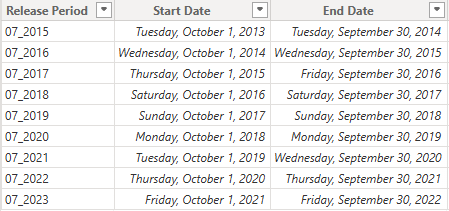 Release Period Start Date End Date
07_2015 Tuesday, October 1, 2013 Tuesday, September 30, 2014
07_2016 Wednesday, October 1, 2014 Wednesday, September 30, 2015
07_2017 Thursday, October 1, 2015 Friday, September 30, 2016
07_2018 Saturday, October 1, 2016 Saturday, September 30, 2017
07_2019 Sunday, October 1, 2017 Sunday, September 30, 2018
07_2020 Monday, October 1, 2018 Monday, September 30, 2019
07_2021 Tuesday, October 1, 2019 Wednesday, September 30, 2020
07_2022 Thursday, October 1, 2020 Thursday, September 30, 2021
07_2023 Friday, October 1, 2021 Friday, September 30, 2022